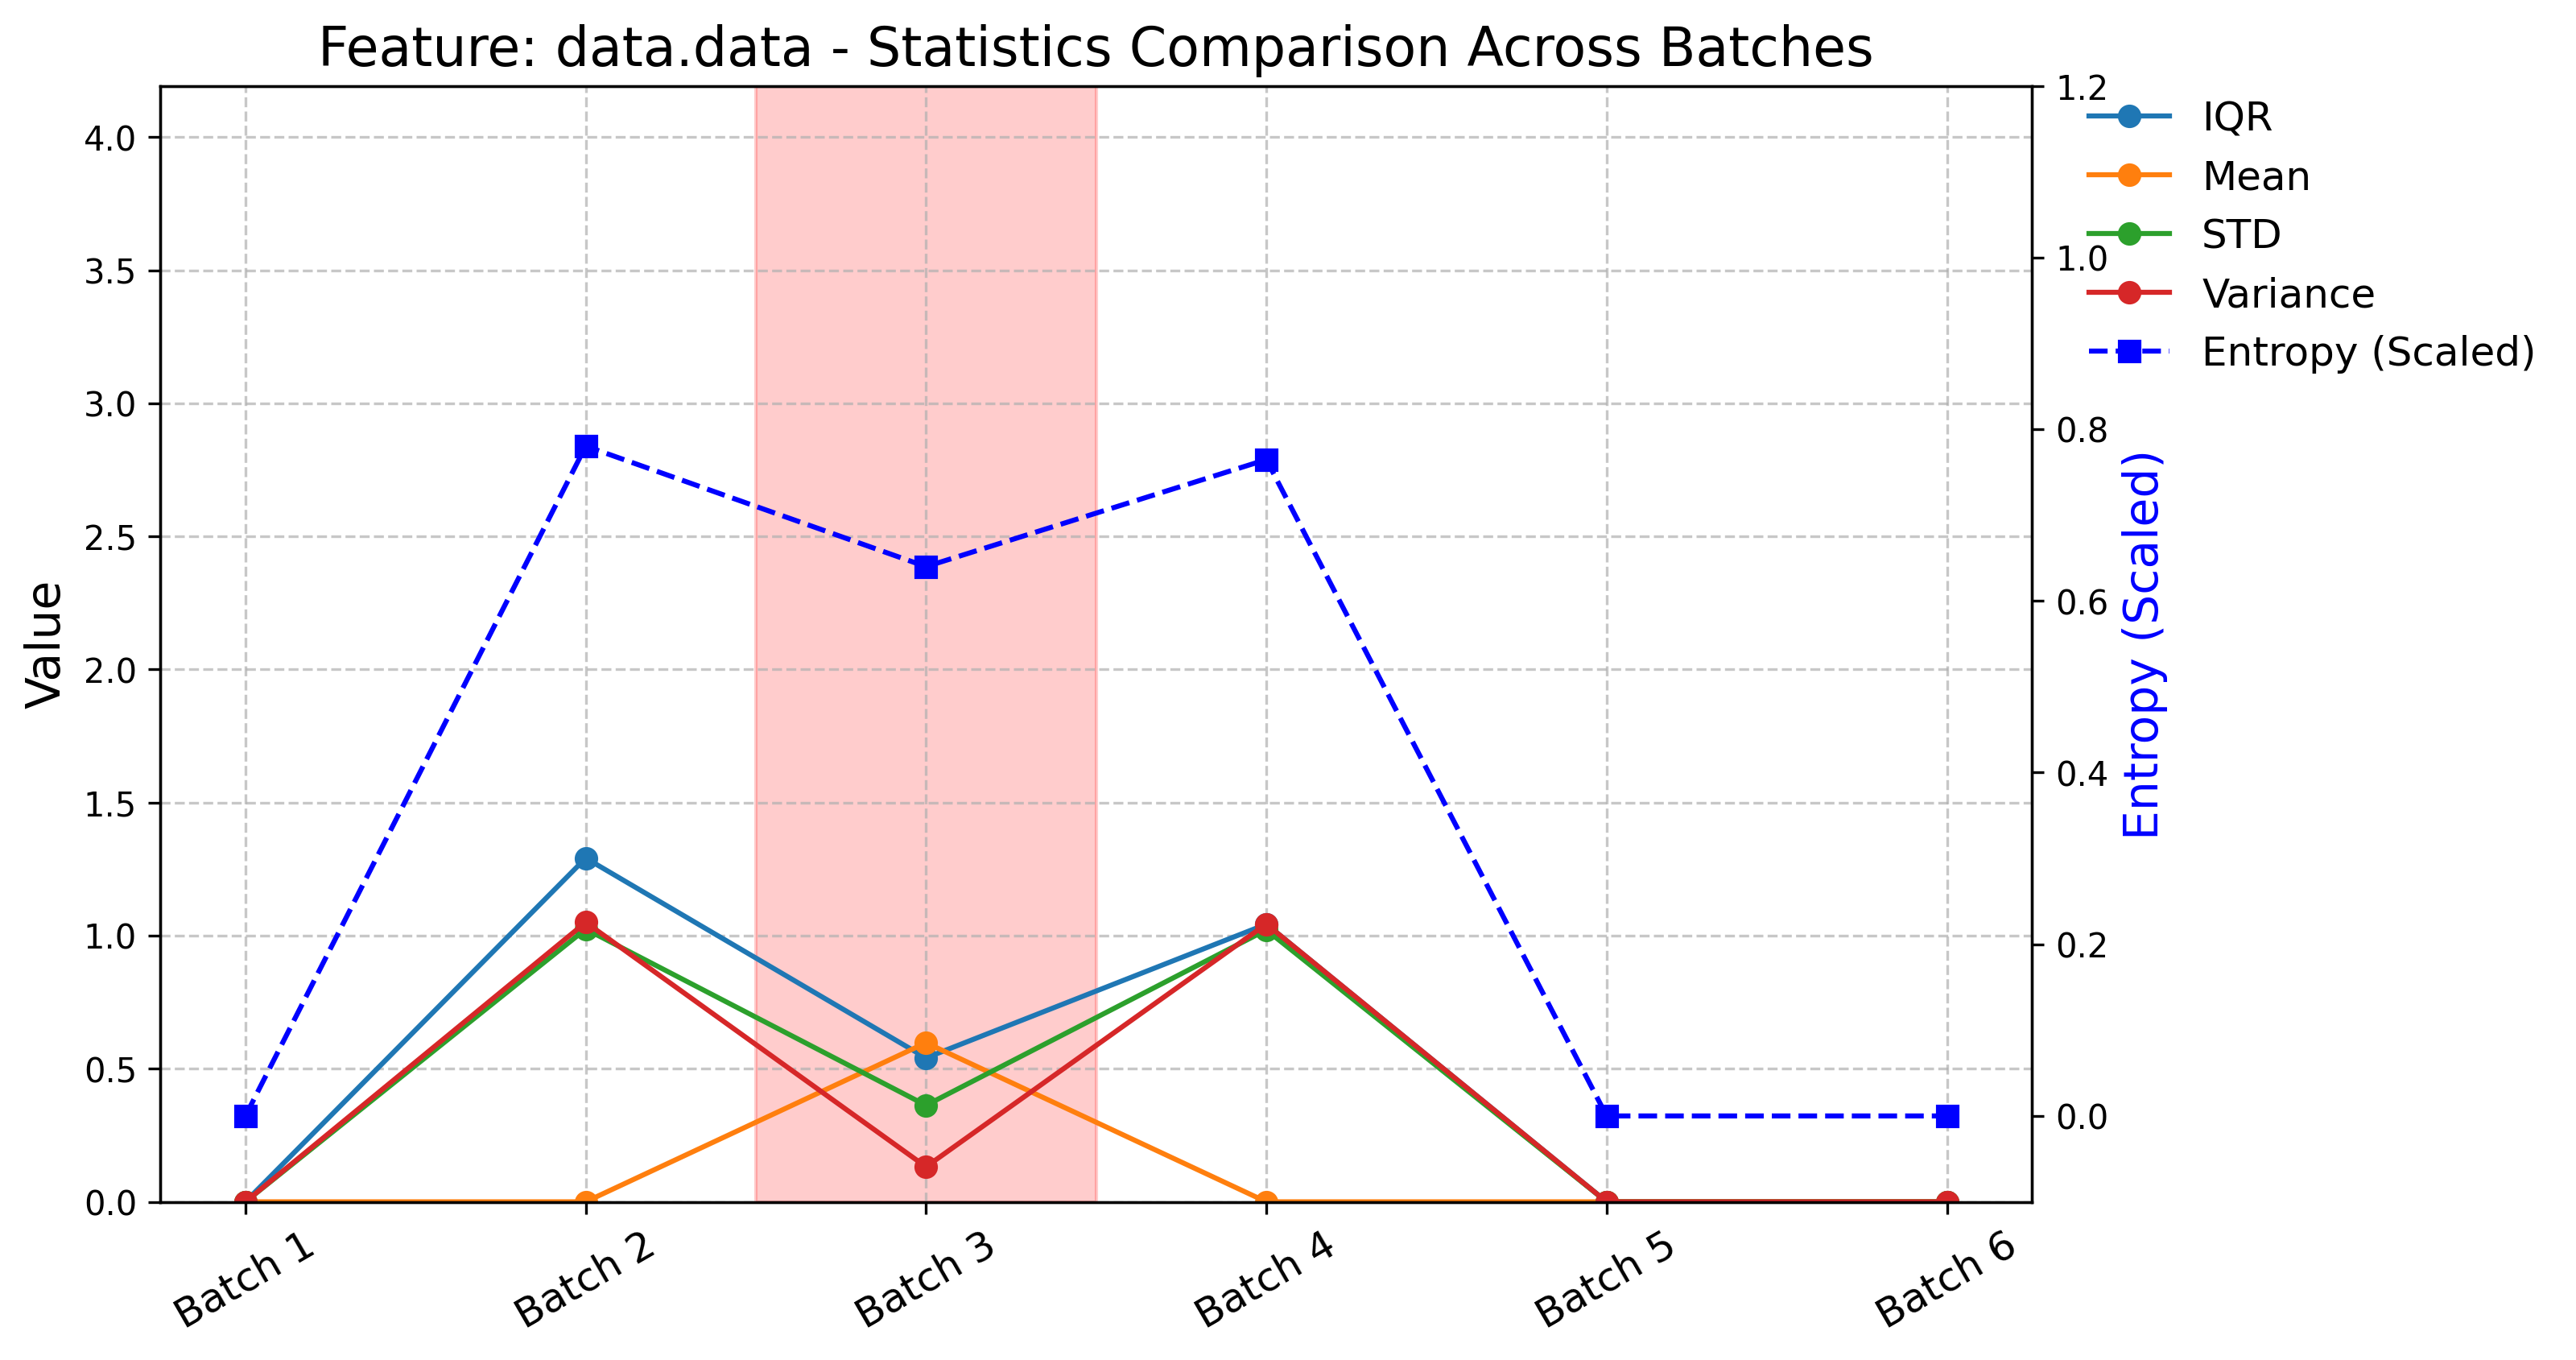 Feature: data.data - Statistics Comparison Across Batches
Value
4.0
3.5
3.0
2.5
2.0
1.5
1.0
0.5
0.0
Batch 1
Batch 2
Batch 3
Batch 4
Batch 5
Batch 6
1.2
1.0
0.8
0.6
0.4
0.2
0.0
Entropy (Scaled)
IQR
Mean
STD
Variance
Entropy (Scaled)